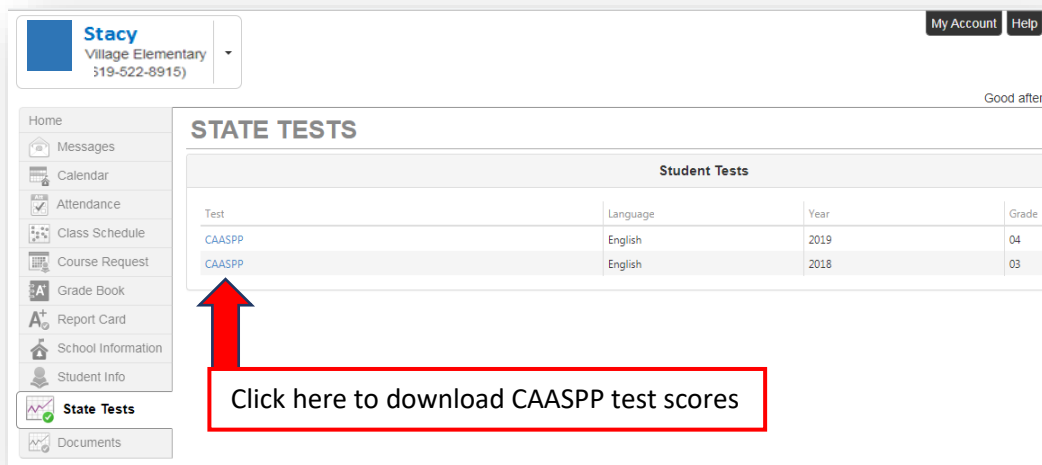 Stacy
Village Elementary
619-522-8915)
My Account Help
Good after
Home
Messages
Calendar
Attendance
Class Schedule
Course Request
Grade Book
Report Card
School Information
Student Info
State Tests
Documents
STATE TESTS
Student Tests
Test Language Year Grade
CAASPP English 2019 04
CAASPP English 2018 03
Click here to download CAASPP test scores